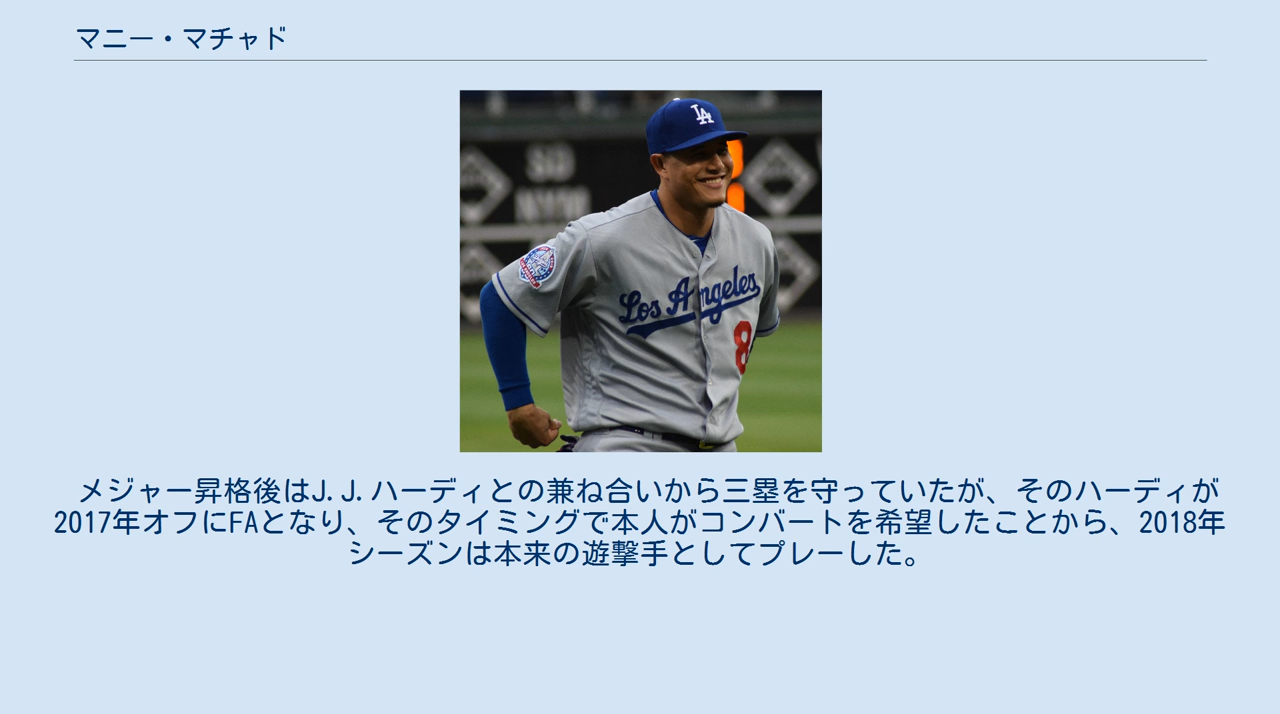 マニー・マチャド
LA
Los Angeles
8
メジャー昇格後はJ.J.ハーディとの兼ね合いから三塁を守っていたが、そのハーディが
2017年オフにFAとなり、そのタイミングで本人がコンバートを希望したことから、2018年
シーズンは本来の遊撃手としてプレーした。